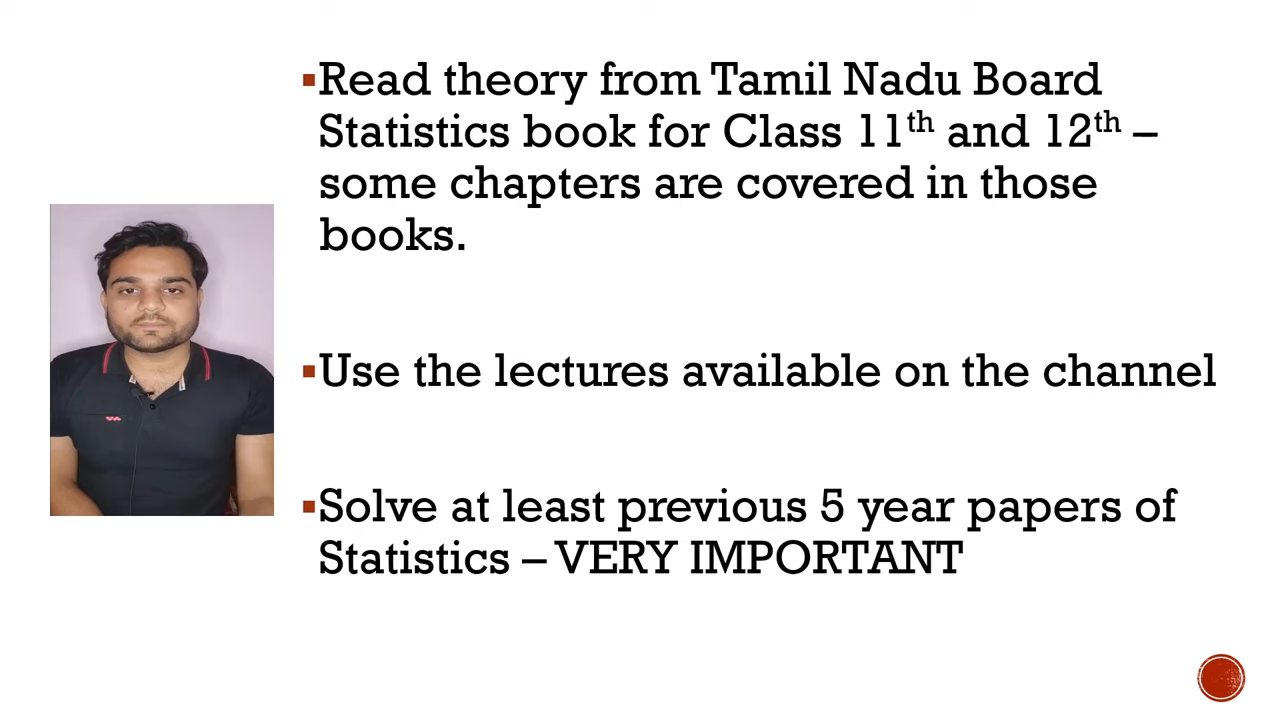 ▪Read theory from Tamil Nadu Board
Statistics book for Class 11th and 12th –
some chapters are covered in those
books.
▪Use the lectures available on the channel
▪Solve at least previous 5 year papers of
Statistics – VERY IMPORTANT